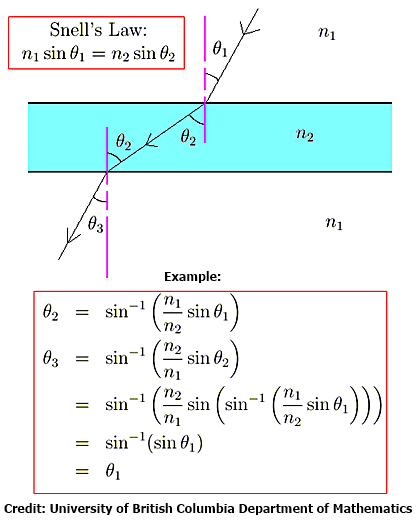 Snell's Law:
n₁ sin θ₁ = n₂ sin θ₂
θ₁
n₁
θ₂
θ₂
n₂
θ₃
n₁
Example:
θ₂ = sin⁻¹ (n₁/n₂ sin θ₁)
θ₃ = sin⁻¹ (n₂/n₁ sin θ₂)
= sin⁻¹ (n₂/n₁ sin (sin⁻¹ (n₁/n₂ sin θ₁)))
= sin⁻¹(sin θ₁)
= θ₁
Credit: University of British Columbia Department of Mathematics